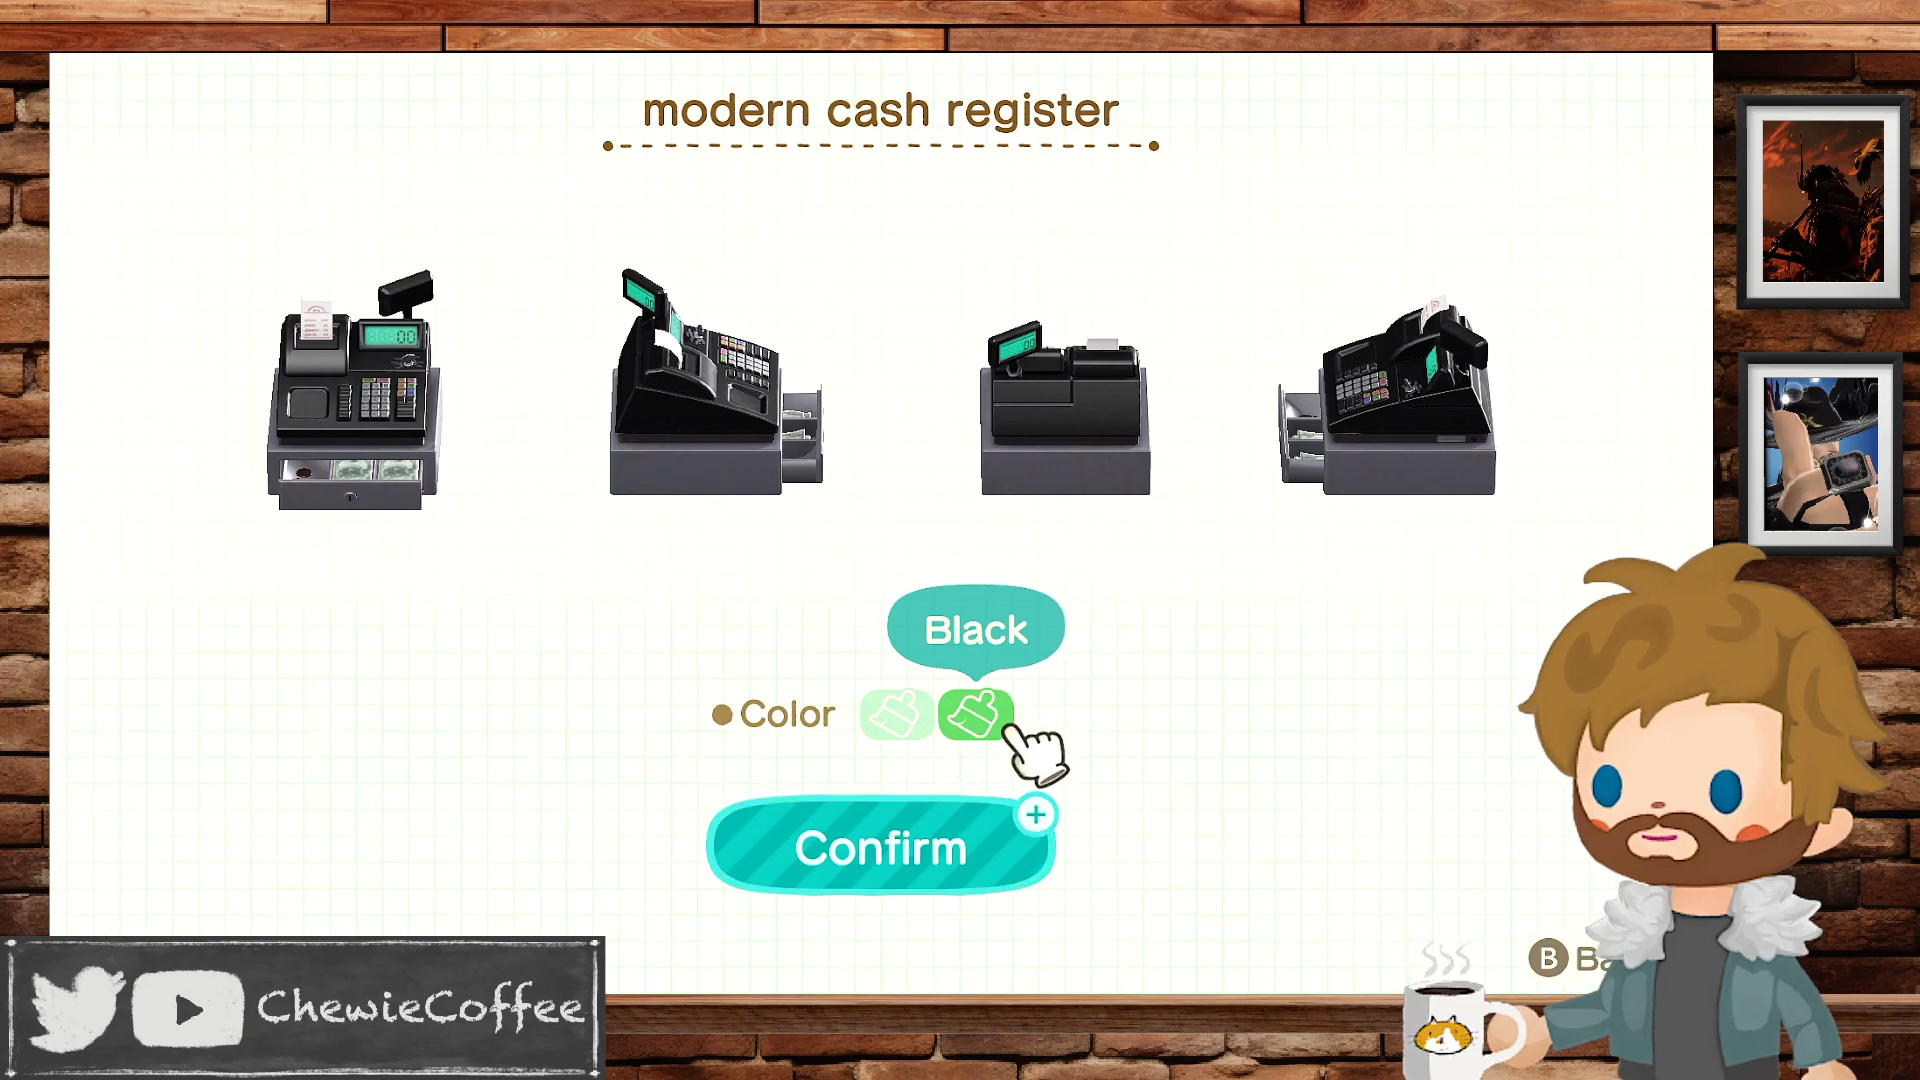 modern cash register
Black
Color
Confirm
B
ChewieCoffee